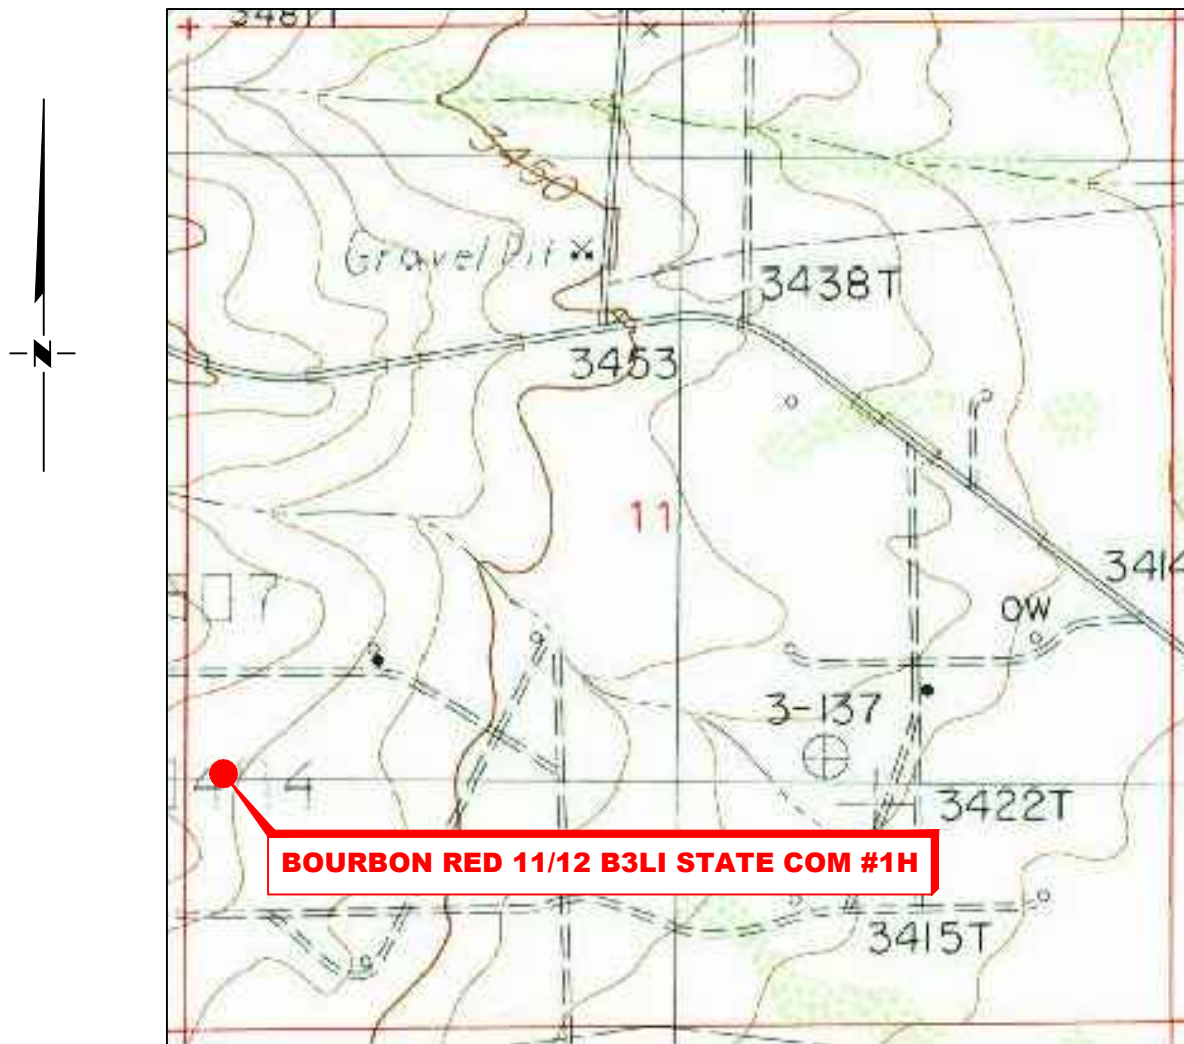 3450
Gravel Pit
3438T
3453
11
3414
OW
3-137
3422T
BOURBON RED 11/12 B3LI STATE COM #1H
3415T
N